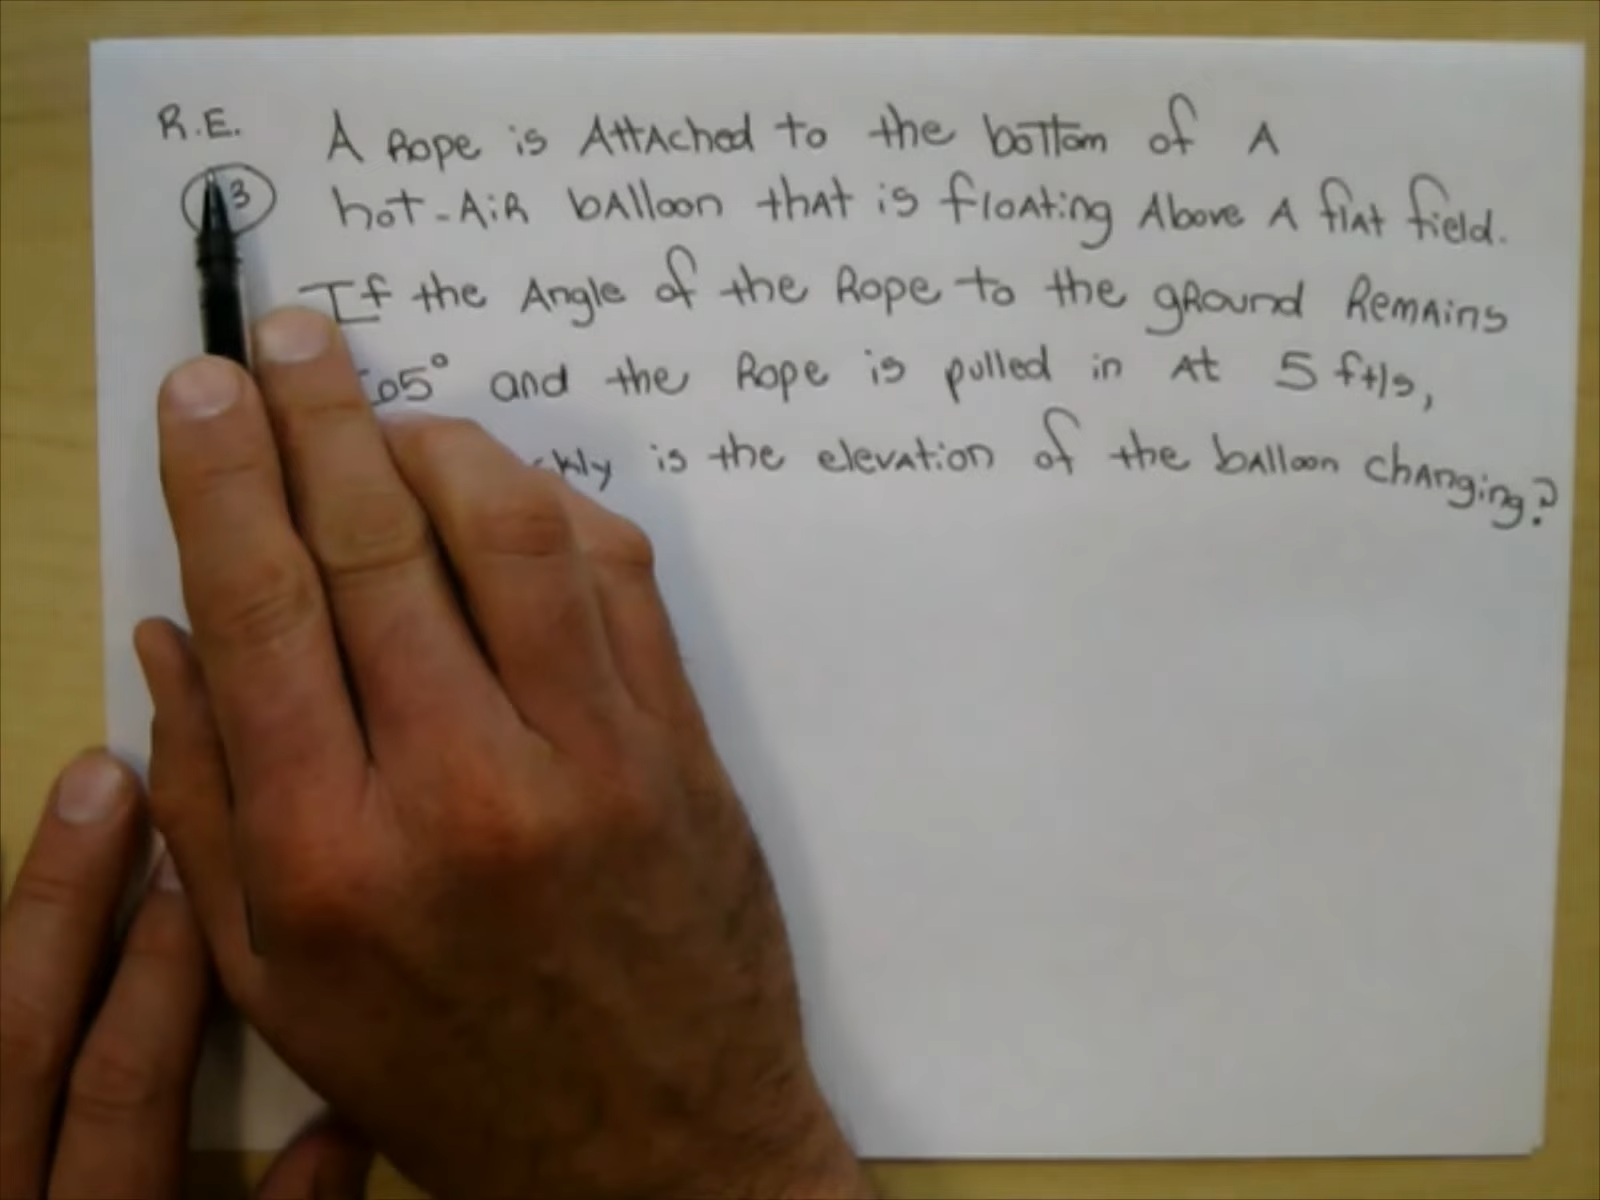 R.E.
3
A Rope is Attached to the bottom of A
hot-Air balloon that is floating Above A flat field.
If the Angle of the Rope to the ground Remains
65° and the Rope is pulled in At 5 ft/s,
is the elevation of the balloon changing?